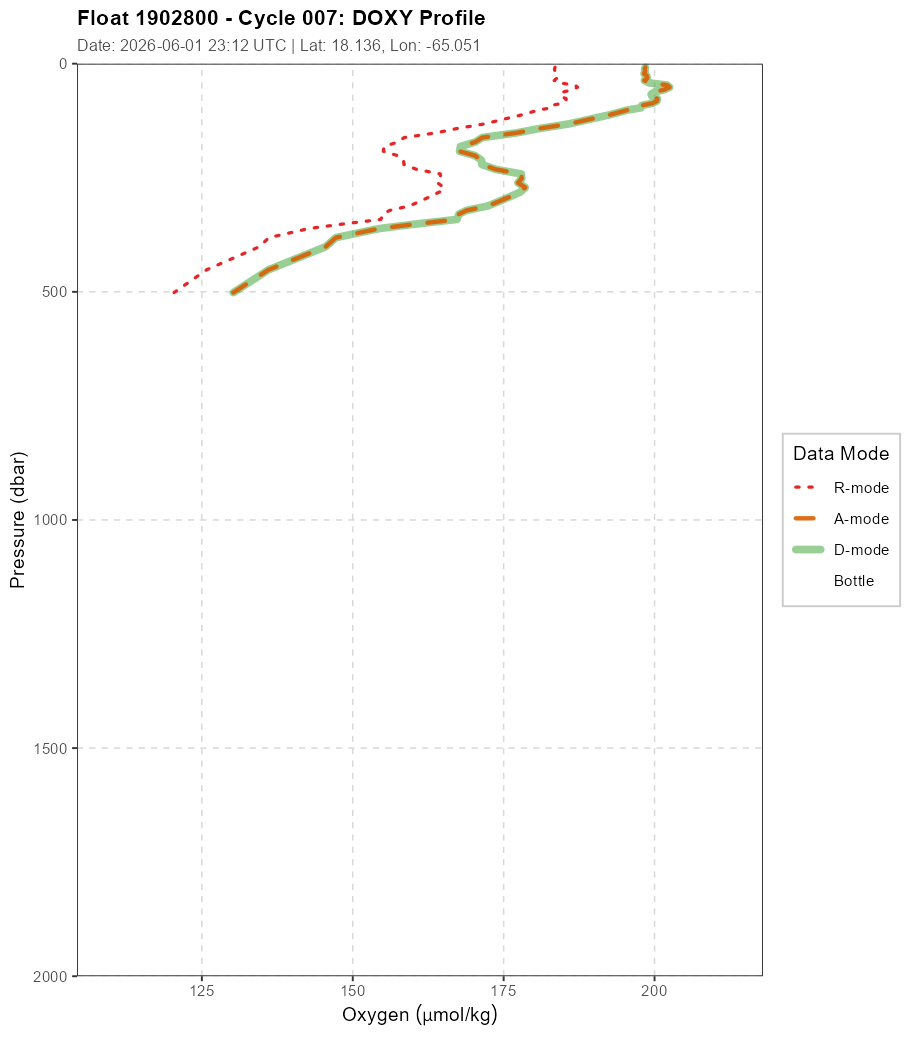 Float 1902800 - Cycle 007: DOXY Profile
Date: 2026-06-01 23:12 UTC | Lat: 18.136, Lon: -65.051
0
500
1000
1500
2000
Pressure (dbar)
125 150 175 200
Oxygen (μmol/kg)
Data Mode
R-mode
A-mode
D-mode
Bottle